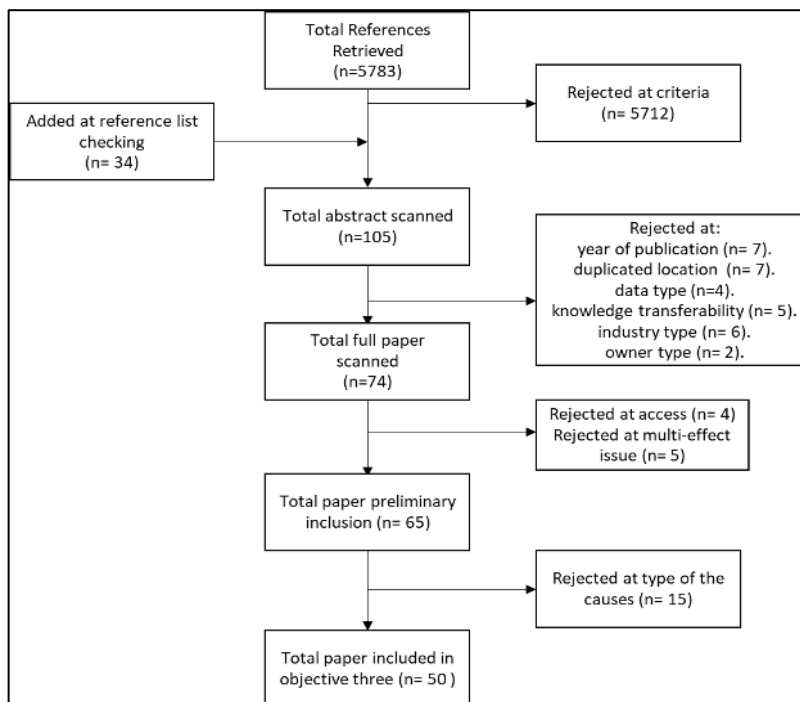 Total References
Retrieved
(n=5783)
Rejected at criteria
(n= 5712)
Added at reference list
checking
(n= 34)
Total abstract scanned
(n=105)
Rejected at:
year of publication (n= 7).
duplicated location  (n= 7).
data type (n=4).
knowledge transferability (n= 5).
industry type (n= 6).
owner type (n= 2).
Total full paper
scanned
(n=74)
Rejected at access (n= 4)
Rejected at multi-effect
issue (n= 5)
Total paper preliminary
inclusion (n= 65)
Rejected at type of the
causes (n= 15)
Total paper included in
objective three (n= 50 )